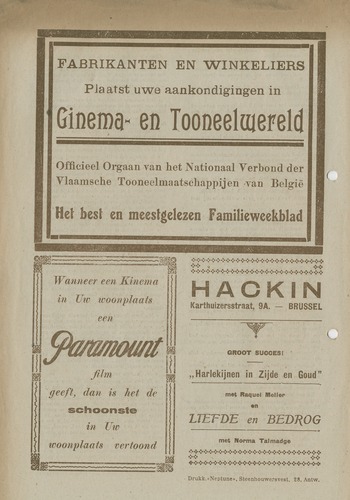 FABRIKANTEN EN WINKELIERS
Plaatst uwe aankondigingen in
Cinema- en Tooneelwereld
Officieel Orgaan van het Nationaal Verbond der
Vlaamsche Tooneelmaatschappijen van België
Het best en meestgelezen Familieweekblad
Wanneer een Kinema
in Uw woonplaats
een
Paramount
film
geeft, dan is het de
schoonste
in Uw
woonplaats vertoond
HACKIN
Karthuizersstraat, 9A. — BRUSSEL
GROOT SUCCES!
„Harlekijnen in Zijde en Goud"
met Raquel Meller
en
LIEFDE en BEDROG
met Norma Talmadge
Drukk. «Neptune», Steenhouwersvest, 28, Antw.